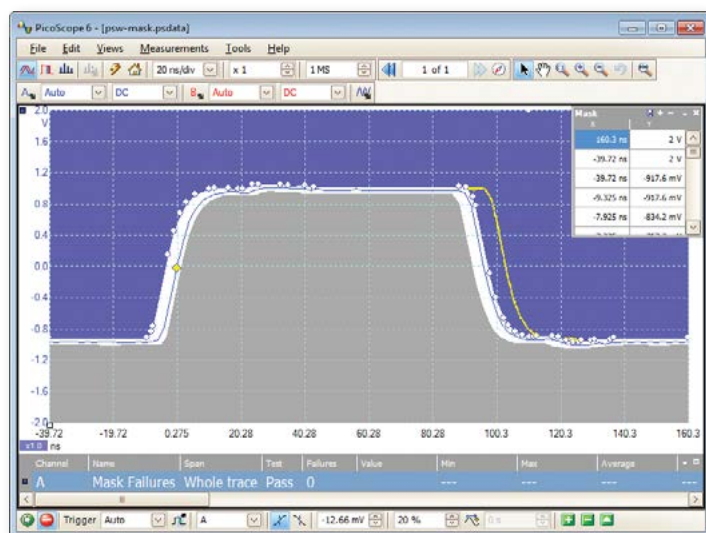 PicoScope 6 - [psw-mask.psdata]
File Edit Views Measurements Tools Help
20 ns/div x 1 1 MS 1 of 1
A Auto DC B Auto DC
2.0
V
1.6
1.2
0.8
0.4
0.0
-0.4
-0.8
-1.2
-1.6
-2.0
Mask
X Y
160.3 ns 2 V
-39.72 ns 2 V
-39.72 ns -917.6 mV
-9.325 ns -917.6 mV
-7.925 ns -834.2 mV
-39.72 -19.72 0.275 20.28 40.28 60.28 80.28 100.3 120.3 140.3 160.3
x1.0 ns
Channel Name Span Test Failures Value Min Max Average
A Mask Failures Whole trace Pass 0 --- --- ---
Trigger Auto A -12.66 mV 20 % 0 s